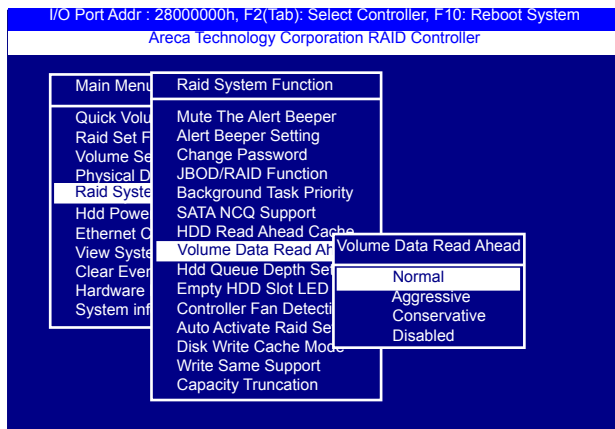 I/O Port Addr : 28000000h, F2(Tab): Select Controller, F10: Reboot System
Areca Technology Corporation RAID Controller
Main Menu
Quick Volu
Raid Set F
Volume Se
Physical D
Raid Syste
Hdd Powe
Ethernet C
View Syste
Clear Even
Hardware
System inf
Raid System Function
Mute The Alert Beeper
Alert Beeper Setting
Change Password
JBOD/RAID Function
Background Task Priority
SATA NCQ Support
HDD Read Ahead Cache
Volume Data Read Ah
Hdd Queue Depth Set
Empty HDD Slot LED
Controller Fan Detecti
Auto Activate Raid Se
Disk Write Cache Mode
Write Same Support
Capacity Truncation
Volume Data Read Ahead
Normal
Aggressive
Conservative
Disabled